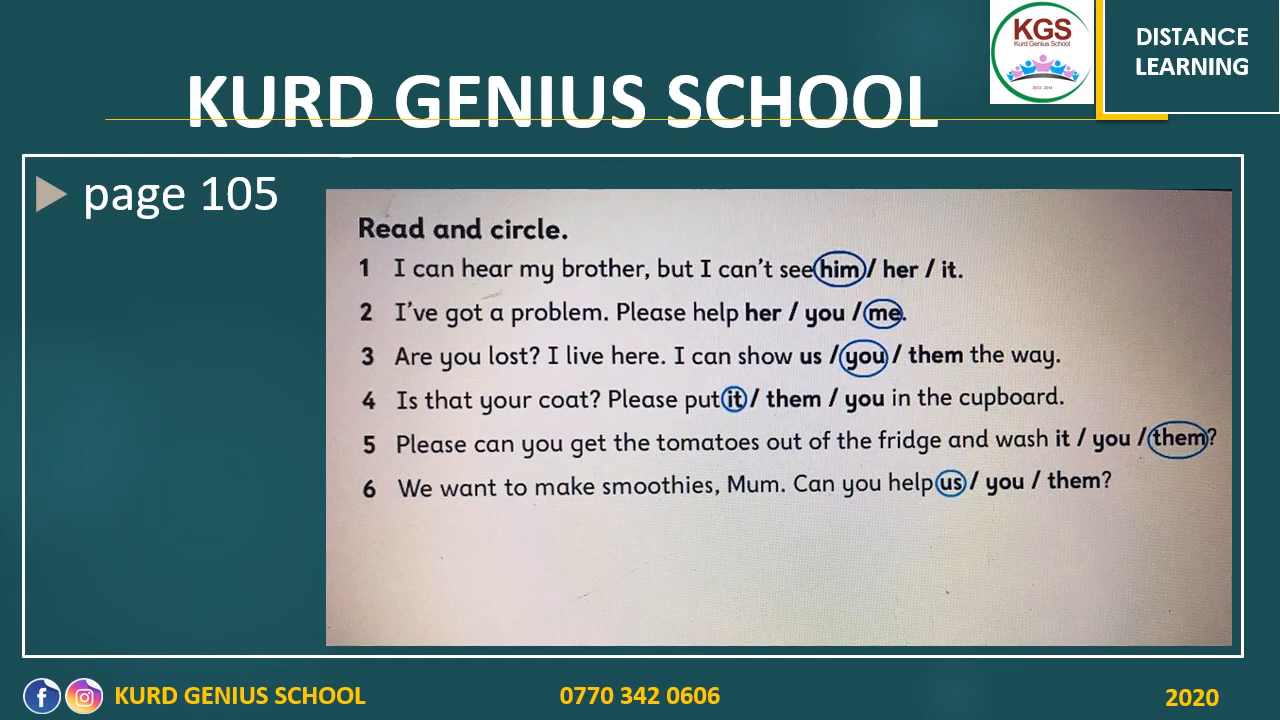 KGS
Kurd Genius School
DISTANCE
LEARNING
KURD GENIUS SCHOOL
page 105
Read and circle.
1 I can hear my brother, but I can't see him / her / it.
2 I've got a problem. Please help her / you / me.
3 Are you lost? I live here. I can show us / you / them the way.
4 Is that your coat? Please put it / them / you in the cupboard.
5 Please can you get the tomatoes out of the fridge and wash it / you / them?
6 We want to make smoothies, Mum. Can you help us / you / them?
KURD GENIUS SCHOOL
0770 342 0606
2020